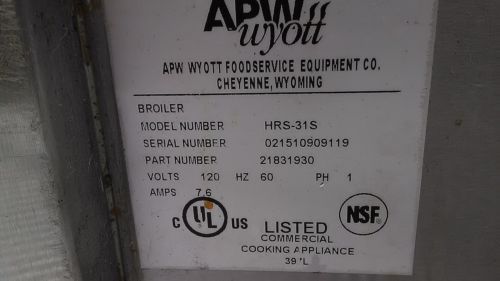 APW
wyott
APW WYOTT FOODSERVICE EQUIPMENT CO.
CHEYENNE, WYOMING
BROILER
MODEL NUMBER HRS-31S
SERIAL NUMBER 021510909119
PART NUMBER 21831930
VOLTS 120 HZ 60 PH 1
AMPS 7.6
C UL US LISTED NSF
COMMERCIAL
COOKING APPLIANCE
39"L